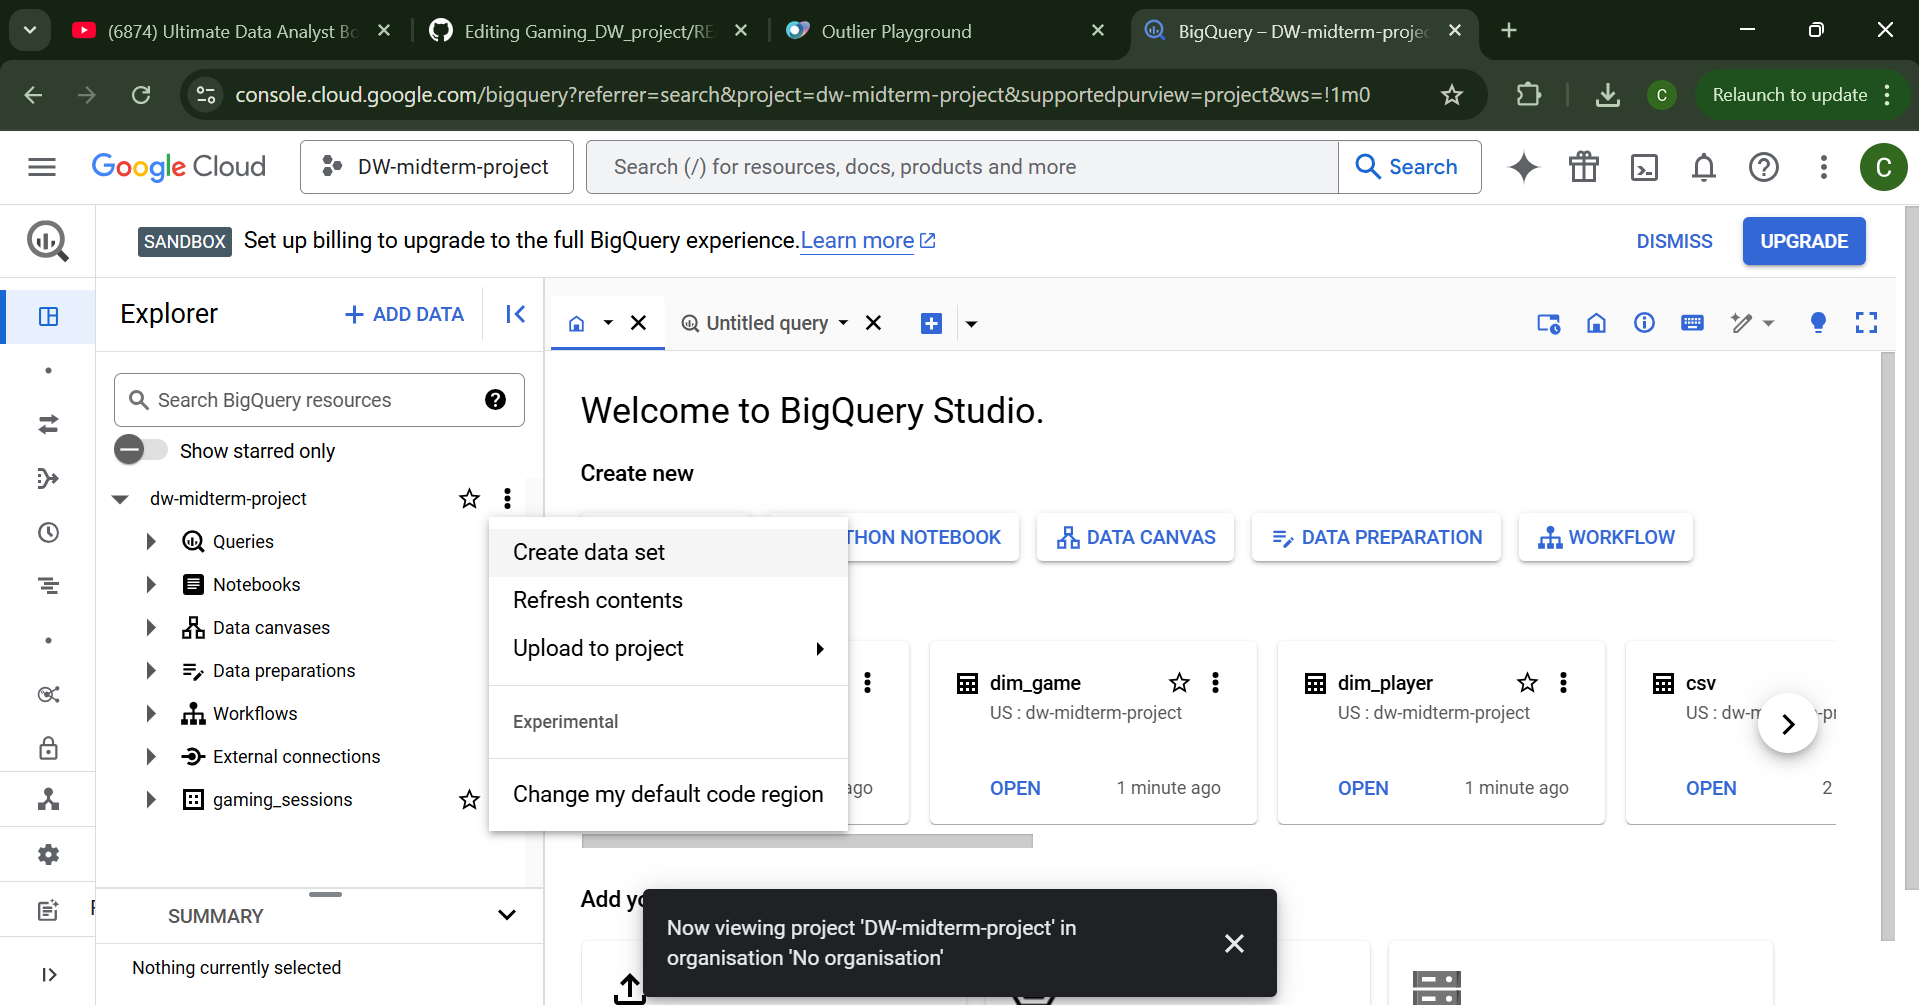 (6874) Ultimate Data Analyst Bo
Editing Gaming_DW_project/RE
Outlier Playground
BigQuery – DW-midterm-projec
console.cloud.google.com/bigquery?referrer=search&project=dw-midterm-project&supportedpurview=project&ws=!1m0
C
Relaunch to update
Google Cloud
DW-midterm-project
Search (/) for resources, docs, products and more
Search
C
SANDBOX Set up billing to upgrade to the full BigQuery experience. Learn more
DISMISS
UPGRADE
Explorer
+ ADD DATA
Untitled query
Search BigQuery resources
Show starred only
dw-midterm-project
Queries
Notebooks
Data canvases
Data preparations
Workflows
External connections
gaming_sessions
SUMMARY
Nothing currently selected
Create data set
Refresh contents
Upload to project
Experimental
Change my default code region
Welcome to BigQuery Studio.
Create new
THON NOTEBOOK
DATA CANVAS
DATA PREPARATION
WORKFLOW
ago
dim_game
US : dw-midterm-project
OPEN
1 minute ago
dim_player
US : dw-midterm-project
OPEN
1 minute ago
csv
US : dw-m
-pr
OPEN
2
Add yo
Now viewing project 'DW-midterm-project' in
organisation 'No organisation'